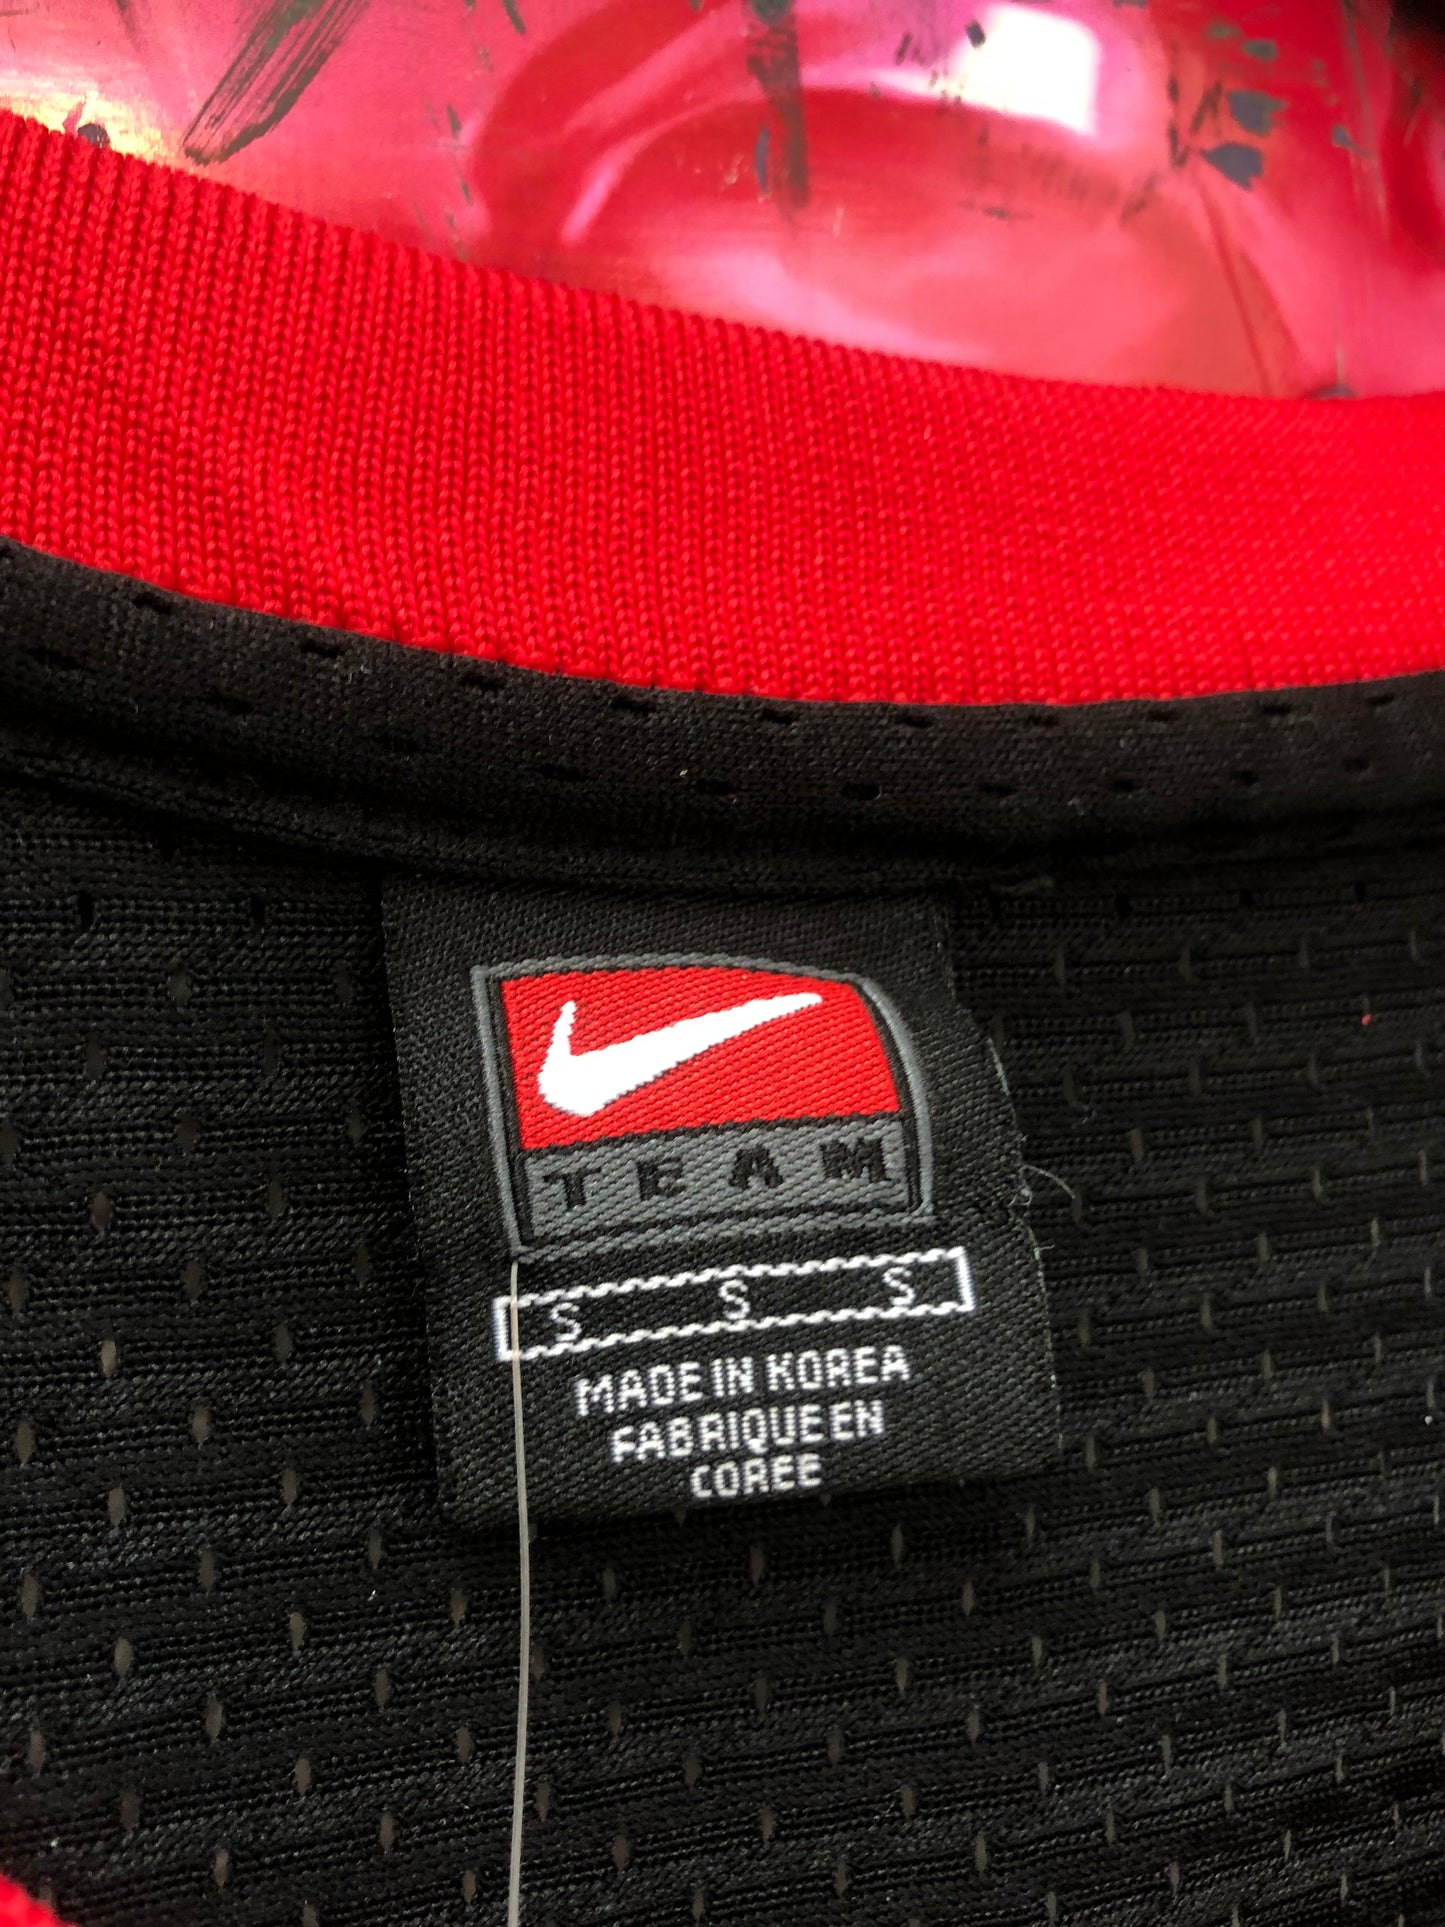 TEAM
S S S
MADE IN KOREA
FABRIQUE EN
COREE